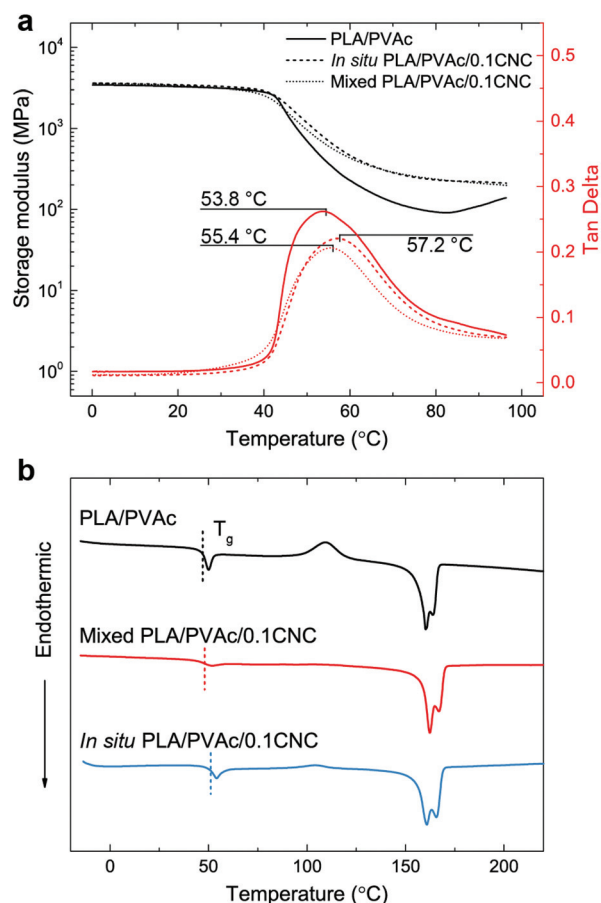 a
PLA/PVAc
In situ PLA/PVAc/0.1CNC
Mixed PLA/PVAc/0.1CNC
Storage modulus (MPa)
10⁴
10³
10²
10¹
10⁰
53.8 °C
55.4 °C
57.2 °C
0.5
0.4
0.3
0.2
0.1
0.0
Tan Delta
0 20 40 60 80 100
Temperature (°C)
b
Endothermic
PLA/PVAc
Tg
Mixed PLA/PVAc/0.1CNC
In situ PLA/PVAc/0.1CNC
0 50 100 150 200
Temperature (°C)